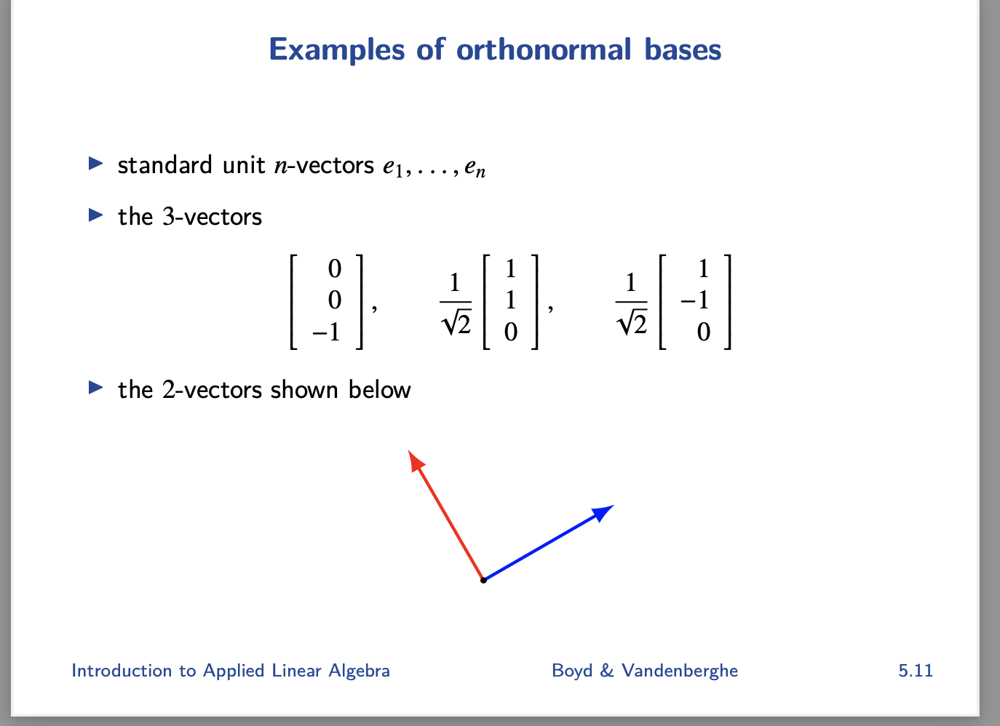 Examples of orthonormal bases
▶ standard unit n-vectors e₁, . . . , eₙ
▶ the 3-vectors
[0 0 −1], 1/√2 [1 1 0], 1/√2 [1 −1 0]
▶ the 2-vectors shown below
Introduction to Applied Linear Algebra Boyd & Vandenberghe 5.11